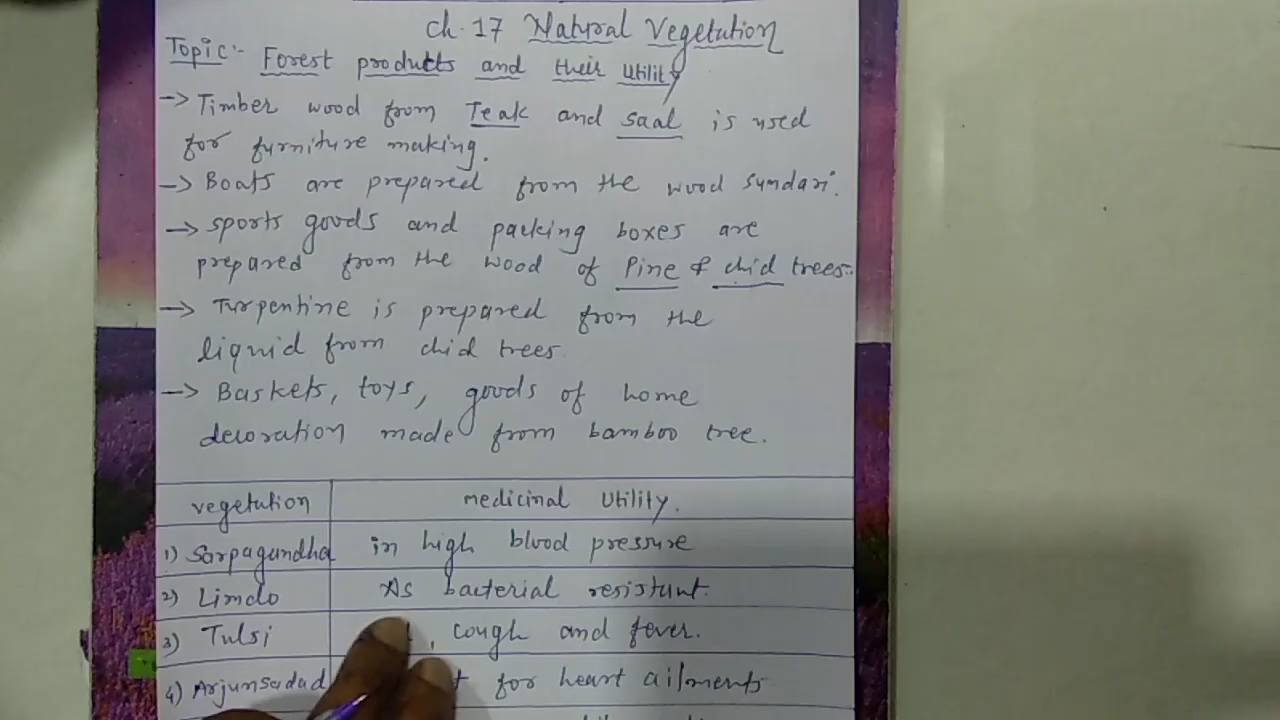 Ch. 17 Natural Vegetution
Topic:- Forest products and their Utility
-> Timber wood from Teak and saal is used
for furniture making.
-> Boats are prepared from the wood sundari.
-> sports goods and packing boxes are
prepared from the wood of Pine & chid trees.
-> Turpentine is prepared from the
liquid from chid trees.
-> Baskets, toys, goods of home
decoration made from bamboo tree.
vegetution medicinal Utility.
1) Sarpagundha in high blood pressure
2) Limdo As bacterial resistant.
3) Tulsi , cough and fever.
4) Arjunsadad for heart ailments